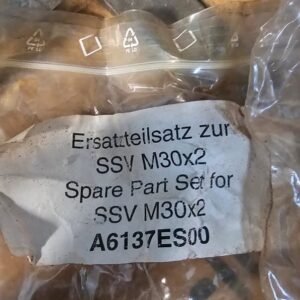 Ersatzteilsatz zur
SSV M30x2
Spare Part Set for
SSV M30x2
A6137ES00